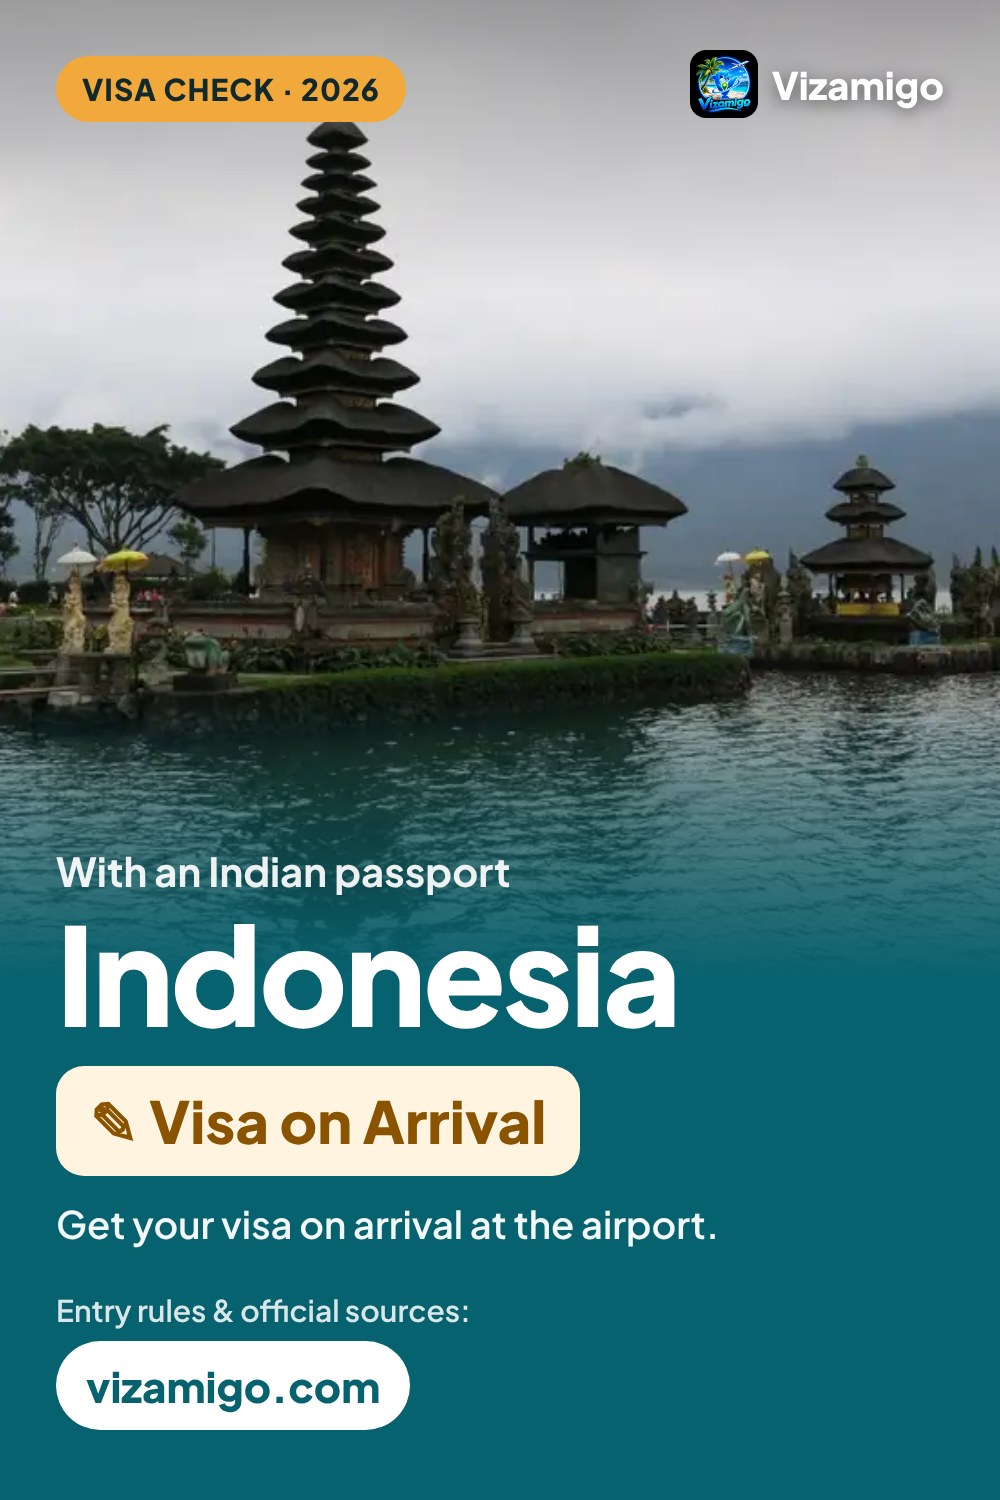 VISA CHECK · 2026
Vizamigo
Vizamigo
With an Indian passport
Indonesia
✎ Visa on Arrival
Get your visa on arrival at the airport.
Entry rules & official sources:
vizamigo.com